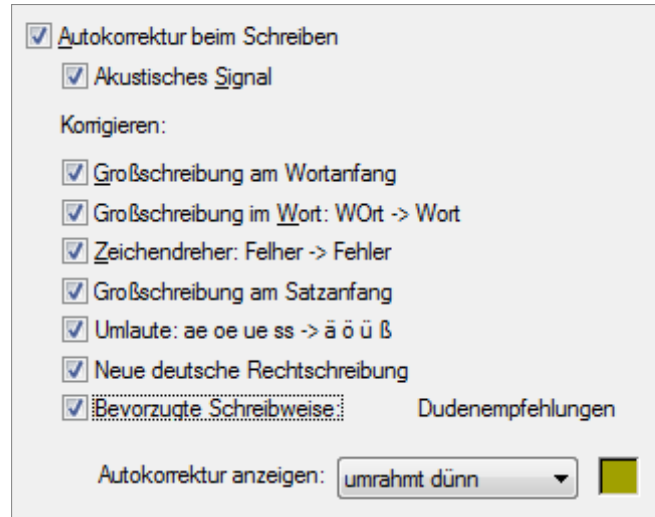 Autokorrektur beim Schreiben
Akustisches Signal
Korrigieren:
Großschreibung am Wortanfang
Großschreibung im Wort: WOrt -> Wort
Zeichendreher: Felher -> Fehler
Großschreibung am Satzanfang
Umlaute: ae oe ue ss -> ä ö ü ß
Neue deutsche Rechtschreibung
Bevorzugte Schreibweise: Dudenempfehlungen
Autokorrektur anzeigen: umrahmt dünn